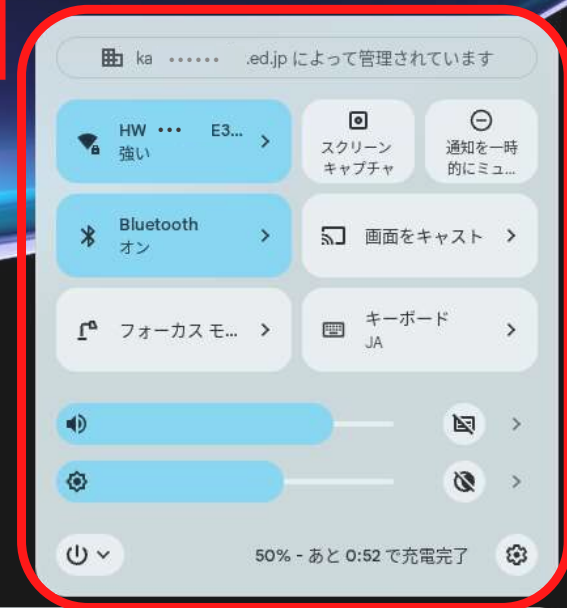 ka ...... .ed.jp によって管理されています
HW ... E3...
強い
スクリーン
キャプチャ
通知を一時
的にミュ...
Bluetooth
オン
画面をキャスト
フォーカス モ...
キーボード
JA
50% - あと 0:52 で充電完了